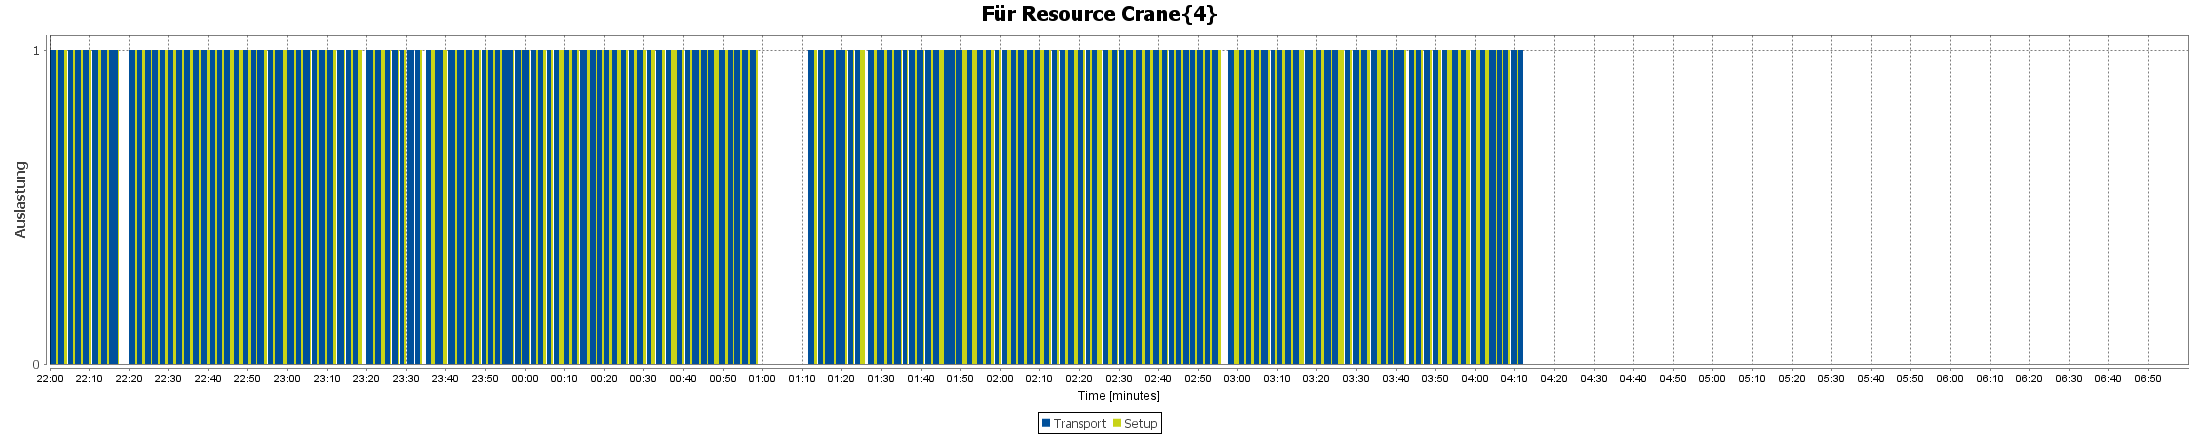 Für Resource Crane{4}
Auslastung
1
0
22:00 22:10 22:20 22:30 22:40 22:50 23:00 23:10 23:20 23:30 23:40 23:50 00:00 00:10 00:20 00:30 00:40 00:50 01:00 01:10 01:20 01:30 01:40 01:50 02:00 02:10 02:20 02:30 02:40 02:50 03:00 03:10 03:20 03:30 03:40 03:50 04:00 04:10 04:20 04:30 04:40 04:50 05:00 05:10 05:20 05:30 05:40 05:50 06:00 06:10 06:20 06:30 06:40 06:50
Time [minutes]
Transport Setup